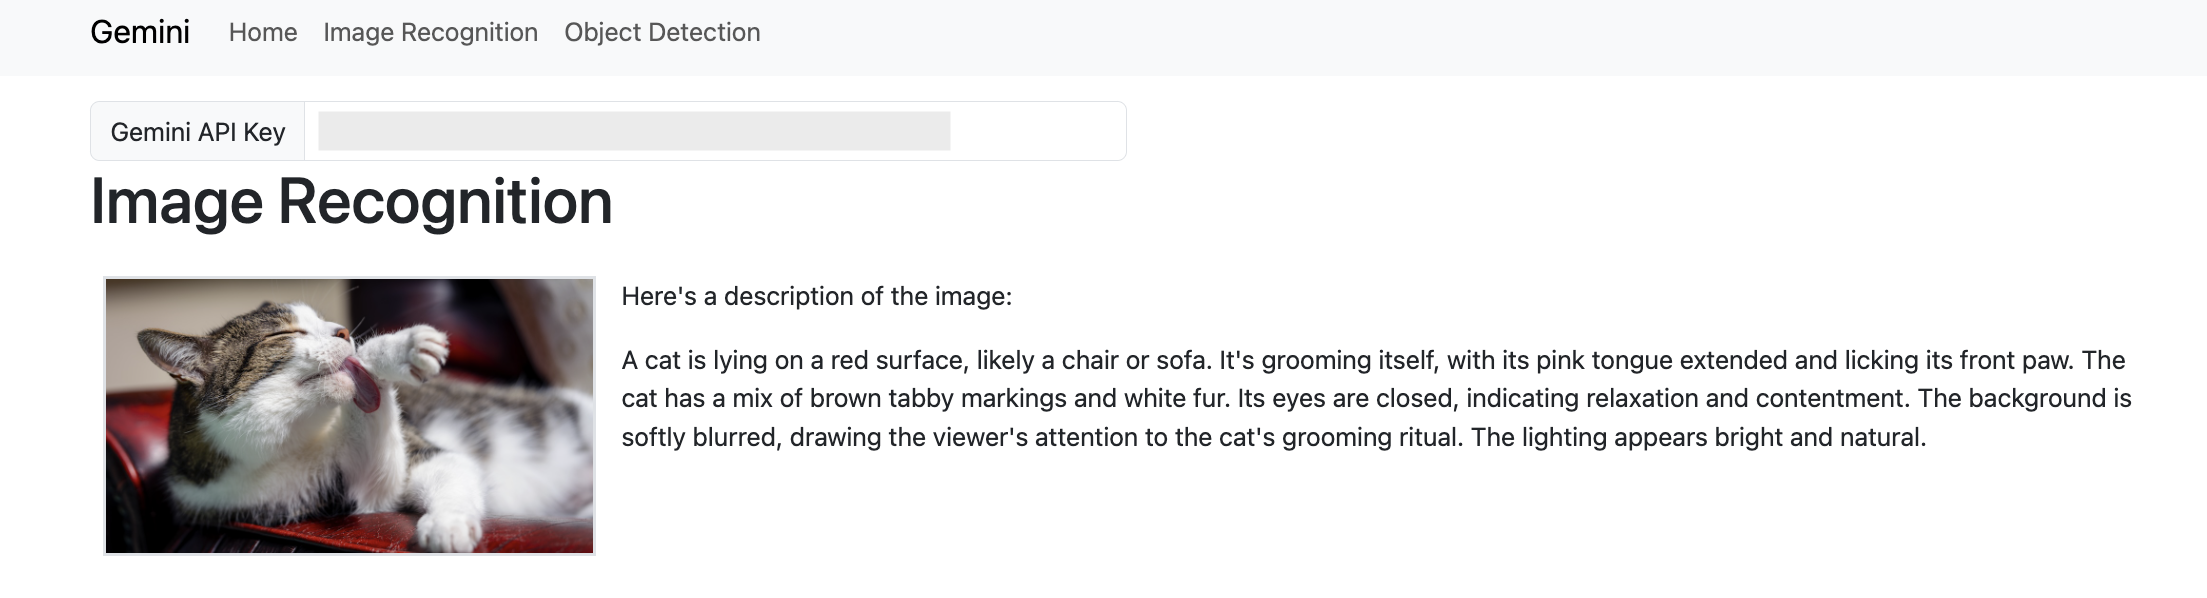 Gemini Home Image Recognition Object Detection
Gemini API Key
Image Recognition
Here's a description of the image:
A cat is lying on a red surface, likely a chair or sofa. It's grooming itself, with its pink tongue extended and licking its front paw. The
cat has a mix of brown tabby markings and white fur. Its eyes are closed, indicating relaxation and contentment. The background is
softly blurred, drawing the viewer's attention to the cat's grooming ritual. The lighting appears bright and natural.